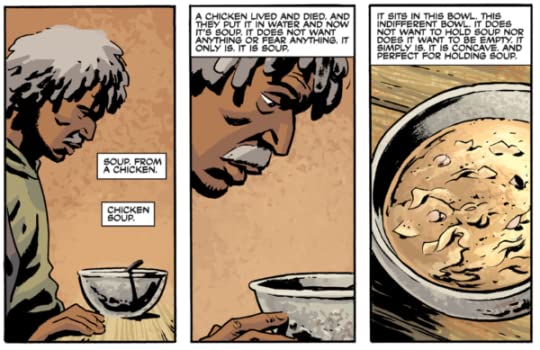 SOUP. FROM
A CHICKEN.
CHICKEN
SOUP.
A CHICKEN LIVED AND DIED. AND
THEY PUT IT IN WATER AND NOW
IT'S SOUP. IT DOES NOT WANT
ANYTHING OR FEAR ANYTHING. IT
ONLY IS. IT IS SOUP.
IT SITS IN THIS BOWL. THIS
INDIFFERENT BOWL. IT DOES
NOT WANT TO HOLD SOUP NOR
DOES IT WANT TO BE EMPTY. IT
SIMPLY IS. IT IS CONCAVE. AND
PERFECT FOR HOLDING SOUP.